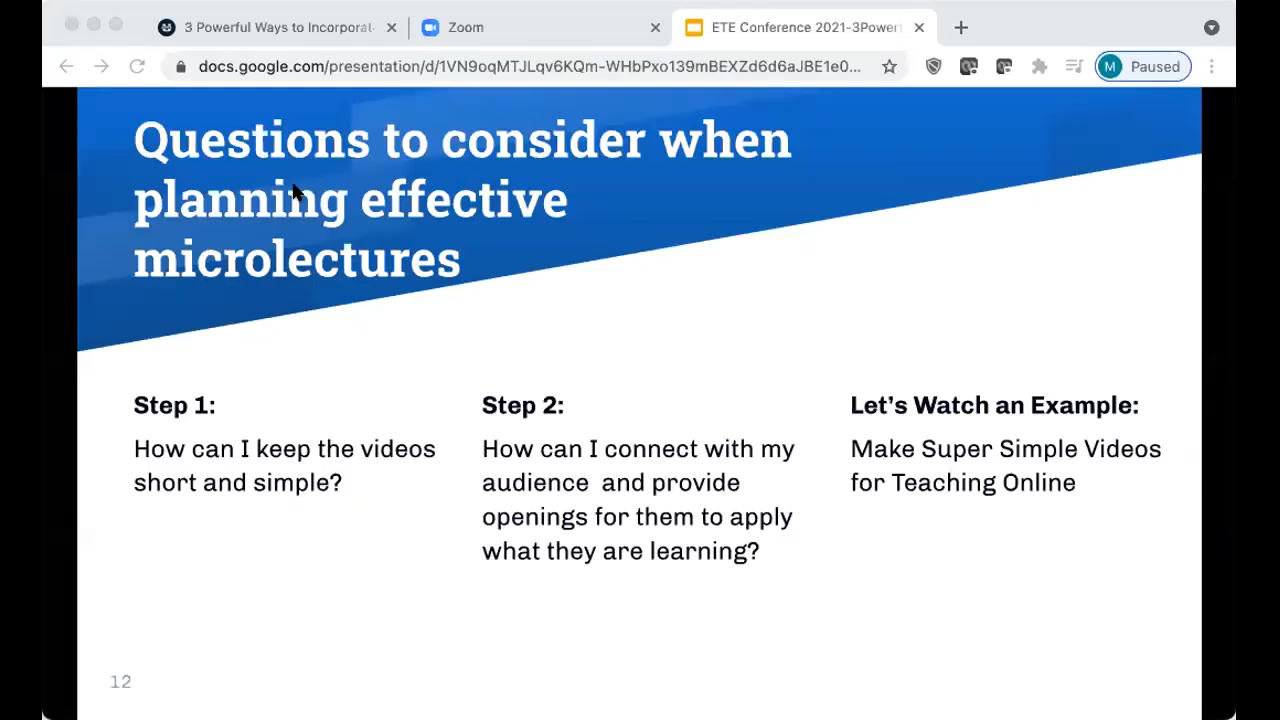 3 Powerful Ways to Incorporat
Zoom
ETE Conference 2021-3Power
docs.google.com/presentation/d/1VN9oqMTJLqv6KQm-WHbPxo139mBEXZd6d6aJBE1e0...
M Paused
Questions to consider when
planning effective
microlectures
Step 1:
How can I keep the videos
short and simple?
Step 2:
How can I connect with my
audience  and provide
openings for them to apply
what they are learning?
Let’s Watch an Example:
Make Super Simple Videos
for Teaching Online
12